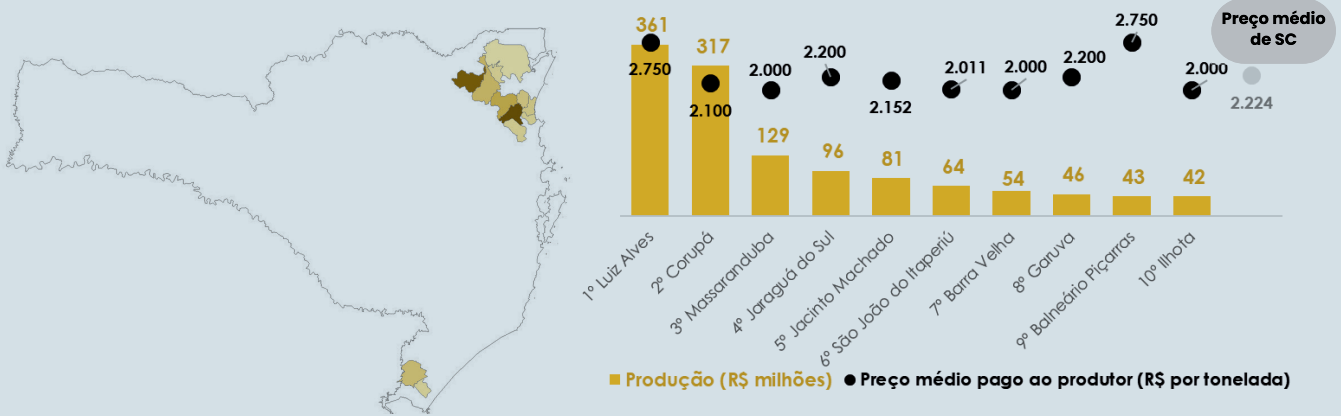 361
317
129
96
81
64
54
46
43
42
2.750
2.100
2.000
2.200
2.152
2.011
2.000
2.200
2.750
2.000
2.224
Preço médio
de SC
1º Luiz Alves
2º Corupá
3º Massaranduba
4º Jaraguá do Sul
5º Jacinto Machado
6º São João do Itaperiú
7º Barra Velha
8º Garuva
9º Balneário Piçarras
10º Ilhota
Produção (R$ milhões)
Preço médio pago ao produtor (R$ por tonelada)